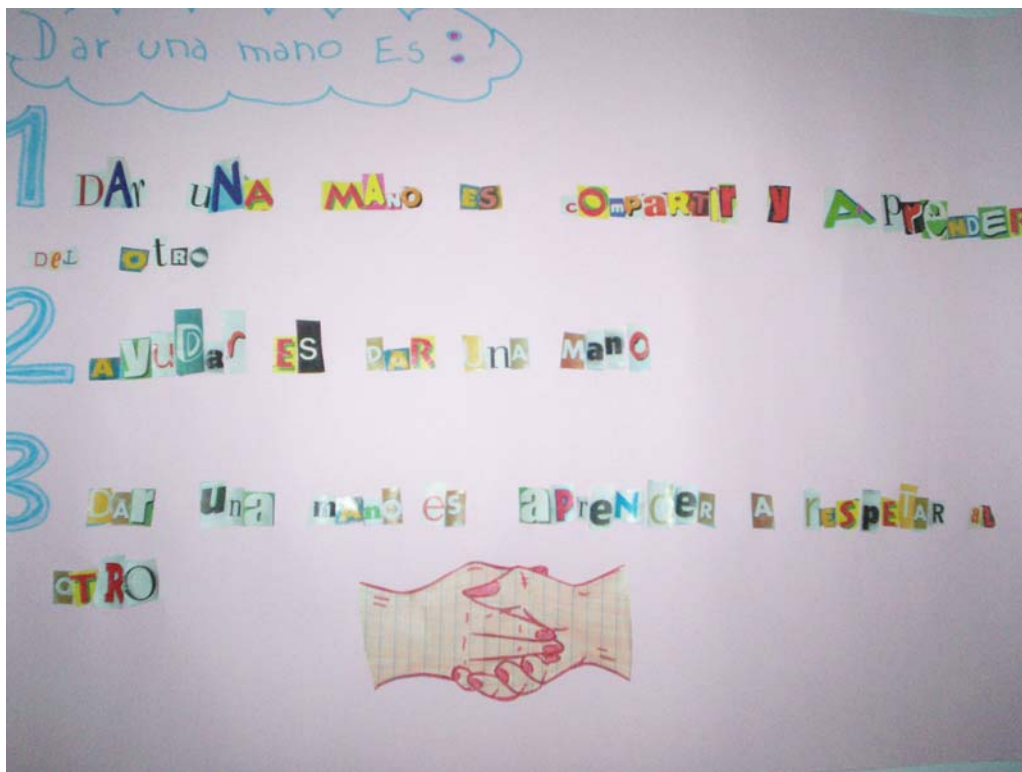 Dar una mano Es :
1 DAr uNA MANO ES COmPARTIr y APrENDER
Del OtRO
2 AyuDar ES DAR Una ManO
3 DAr Una mANo es aPreNder A rESPETAR al
OTRO